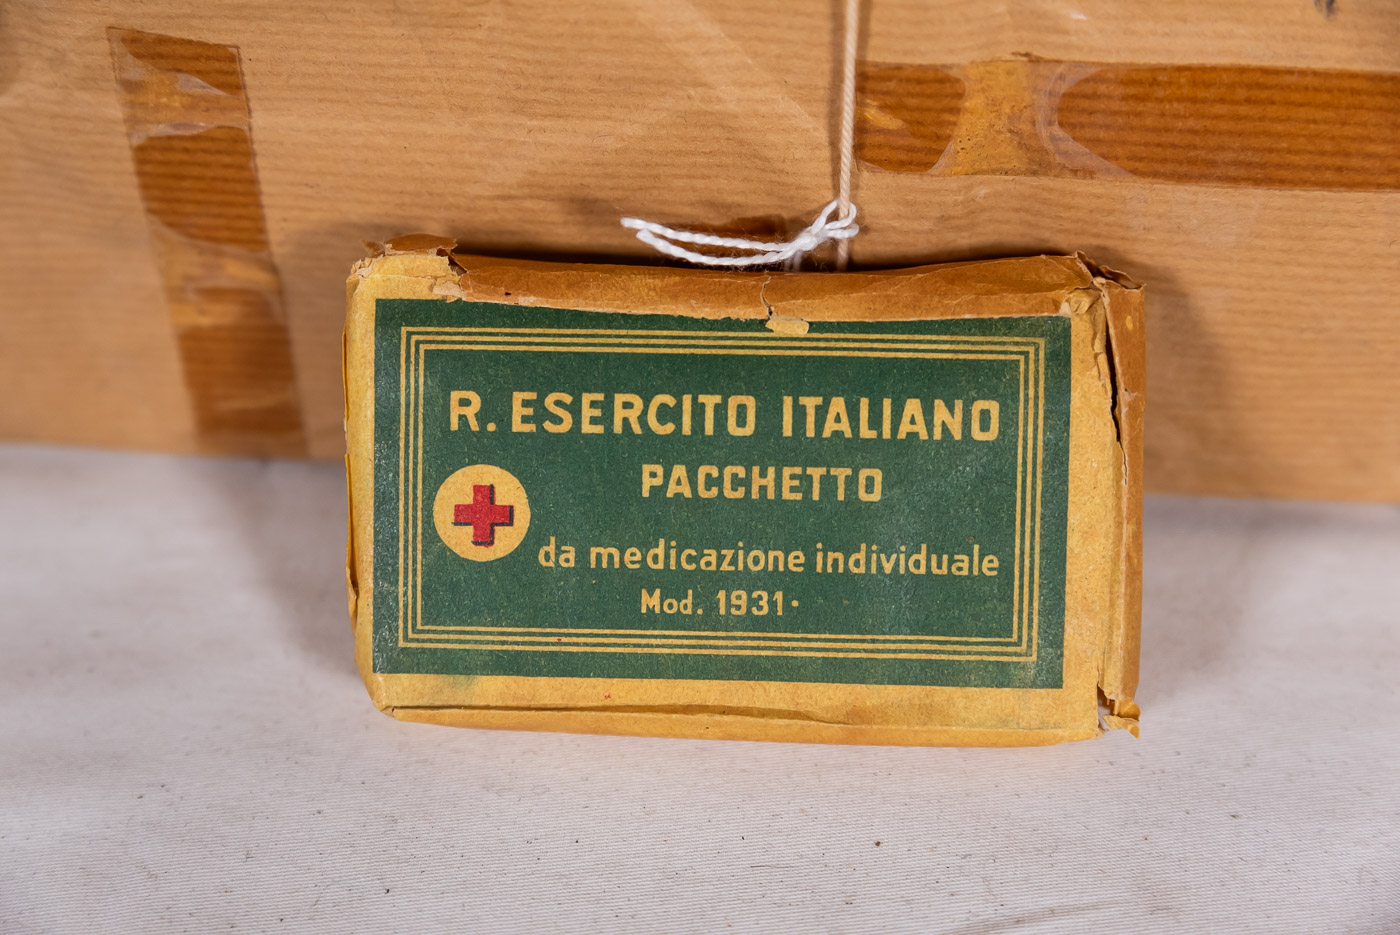 R. ESERCITO ITALIANO
PACCHETTO
da medicazione individuale
Mod. 1931·